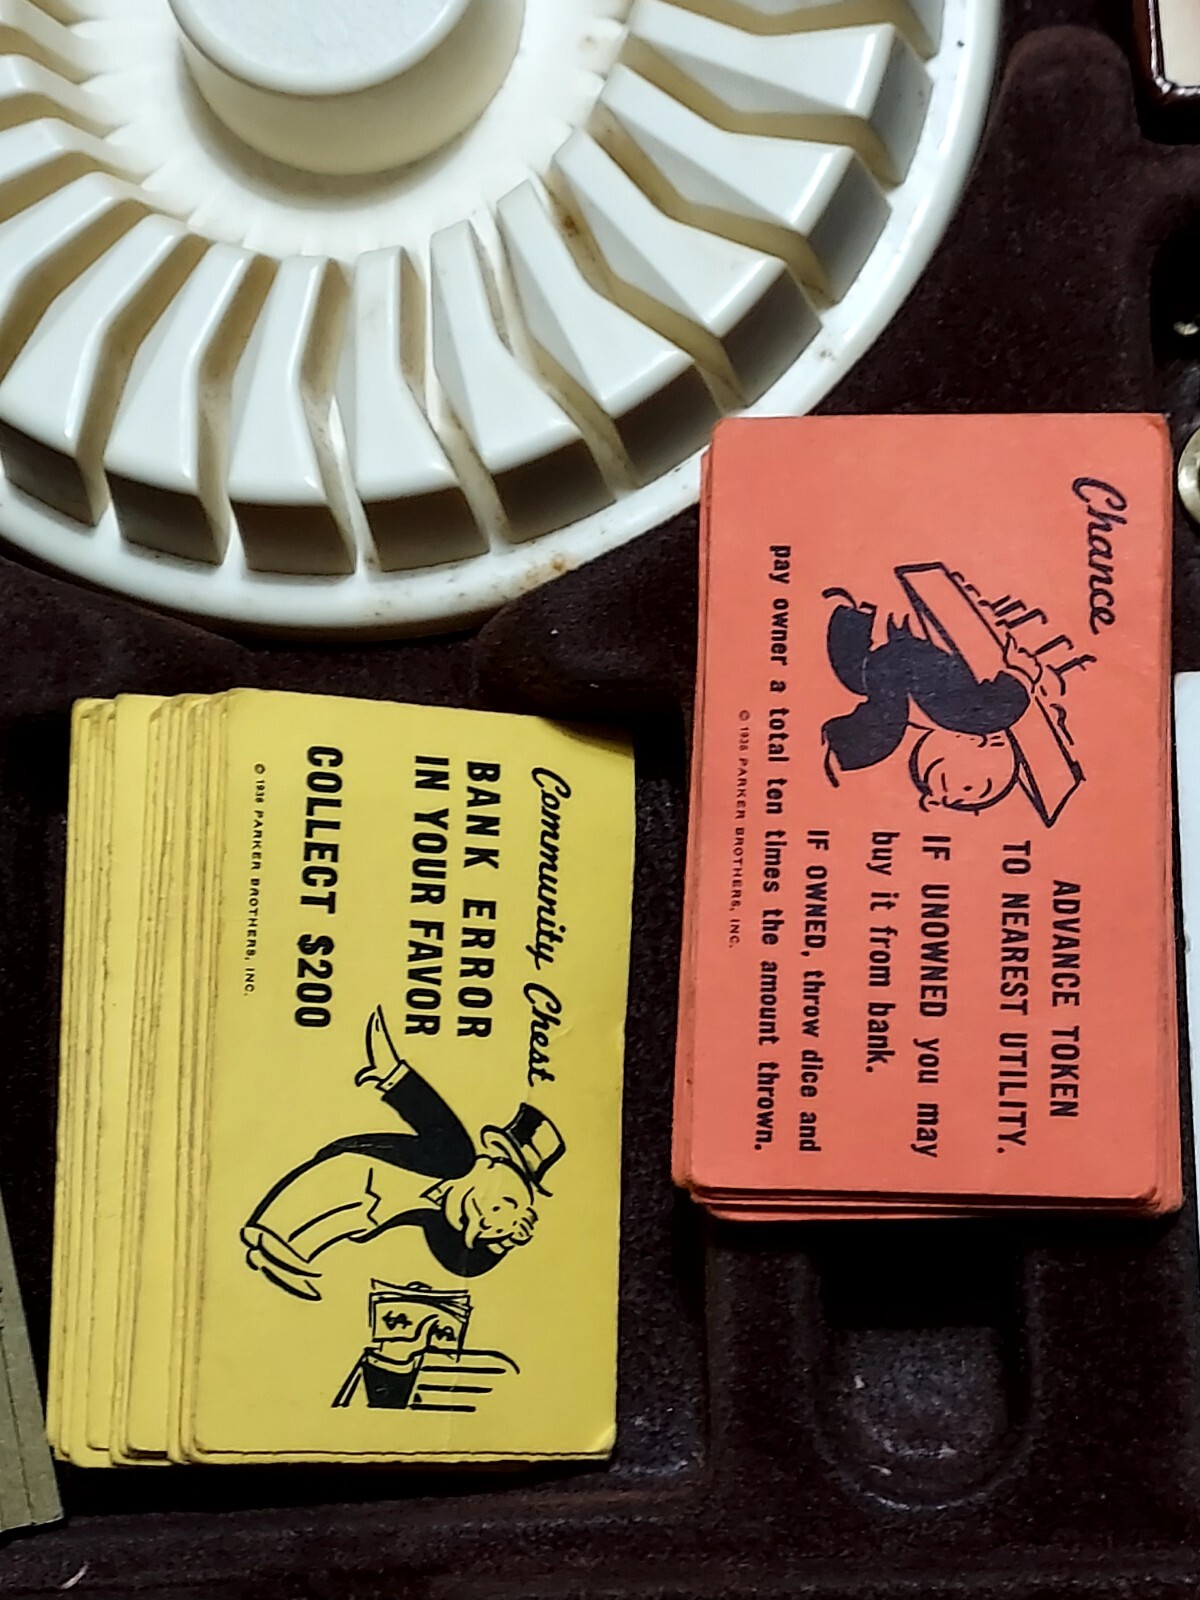 Community Chest
BANK ERROR
IN YOUR FAVOR
COLLECT $200
© 1936 PARKER BROTHERS, INC.
$ $
Chance
ADVANCE TOKEN
TO NEAREST UTILITY.
IF UNOWNED you may
buy it from bank.
IF OWNED, throw dice and
pay owner a total ten times the amount thrown.
© 1936 PARKER BROTHERS, INC.